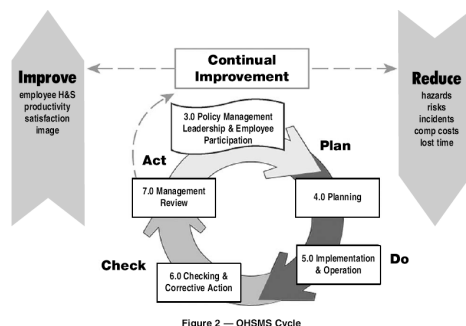 Continual
Improvement
Improve
employee H&S
productivity
satisfaction
image
Reduce
hazards
risks
incidents
comp costs
lost time
3.0 Policy Management
Leadership & Employee
Participation
Act
Plan
7.0 Management
Review
4.0 Planning
5.0 Implementation
& Operation
Do
Check
6.0 Checking &
Corrective Action
Figure 2 — OHSMS Cycle